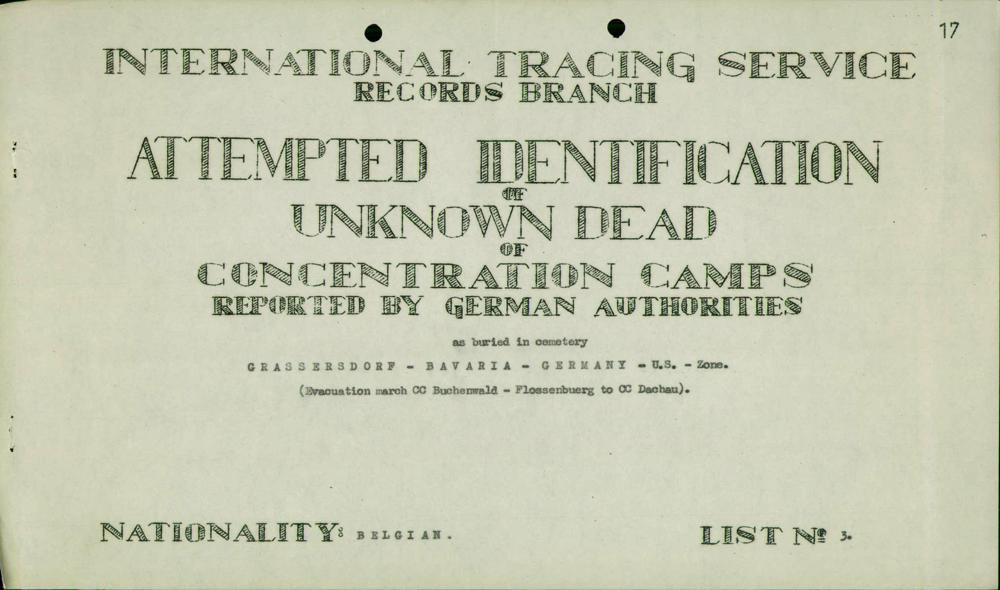 17
INTERNATIONAL TRACING SERVICE
RECORDS BRANCH
ATTEMPTED IDENTIFICATION
OF
UNKNOWN DEAD
OF
CONCENTRATION CAMPS
REPORTED BY GERMAN AUTHORITIES
as buried in cemetery
GRASSERSDORF - BAVARIA - GERMANY - U.S. - Zone.
(Evacuation march CC Buchenwald - Flossenbuerg to CC Dachau).
NATIONALITY: BELGIAN. LIST Nº 3.